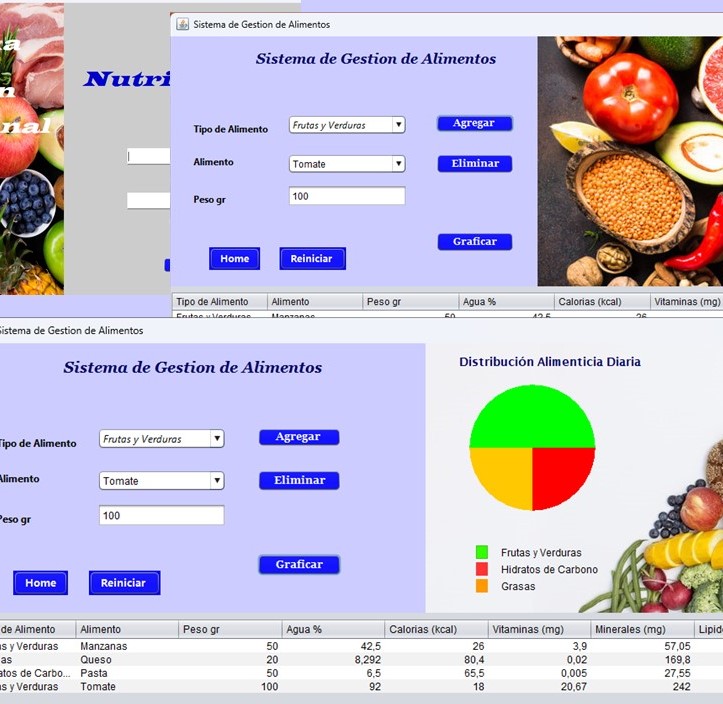 Nutri
nal
Sistema de Gestion de Alimentos
Sistema de Gestion de Alimentos
Tipo de Alimento Frutas y Verduras Agregar
Alimento Tomate Eliminar
Peso gr 100
Graficar
Home Reiniciar
Tipo de Alimento Alimento Peso gr Agua % Calorias (kcal) Vitaminas (mg)
Frutas y Verduras Manzanas 50 42,5 26
Sistema de Gestion de Alimentos
Sistema de Gestion de Alimentos
Tipo de Alimento Frutas y Verduras Agregar
Alimento Tomate Eliminar
Peso gr 100
Graficar
Home Reiniciar
Distribución Alimenticia Diaria
Frutas y Verduras
Hidratos de Carbono
Grasas
de Alimento Alimento Peso gr Agua % Calorias (kcal) Vitaminas (mg) Minerales (mg) Lipid
s y Verduras Manzanas 50 42,5 26 3,9 57,05
as Queso 20 8,292 80,4 0,02 169,8
atos de Carbo... Pasta 50 6,5 65,5 0,005 27,55
s y Verduras Tomate 100 92 18 20,67 242